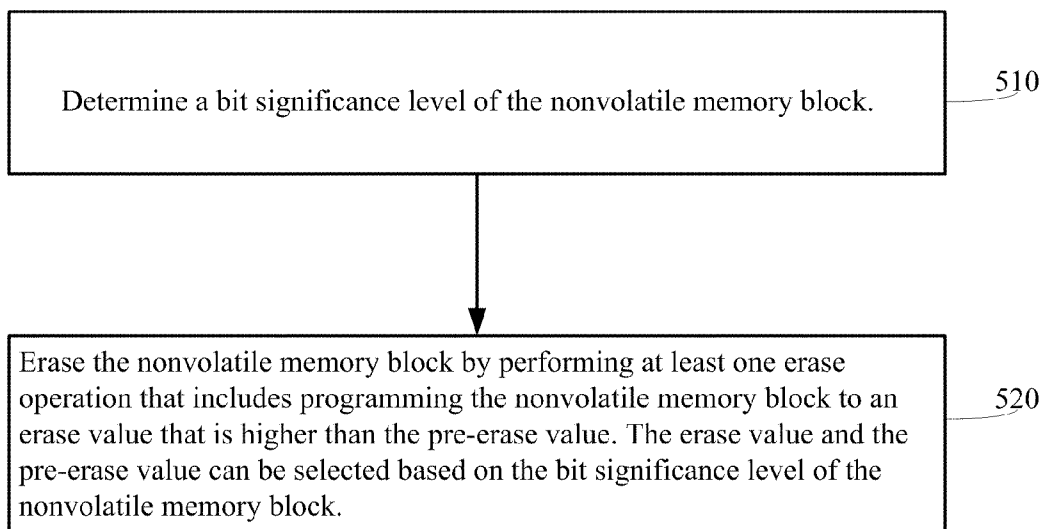 Determine a bit significance level of the nonvolatile memory block.
510
Erase the nonvolatile memory block by performing at least one erase
operation that includes programming the nonvolatile memory block to an
erase value that is higher than the pre-erase value. The erase value and the
pre-erase value can be selected based on the bit significance level of the
nonvolatile memory block.
520